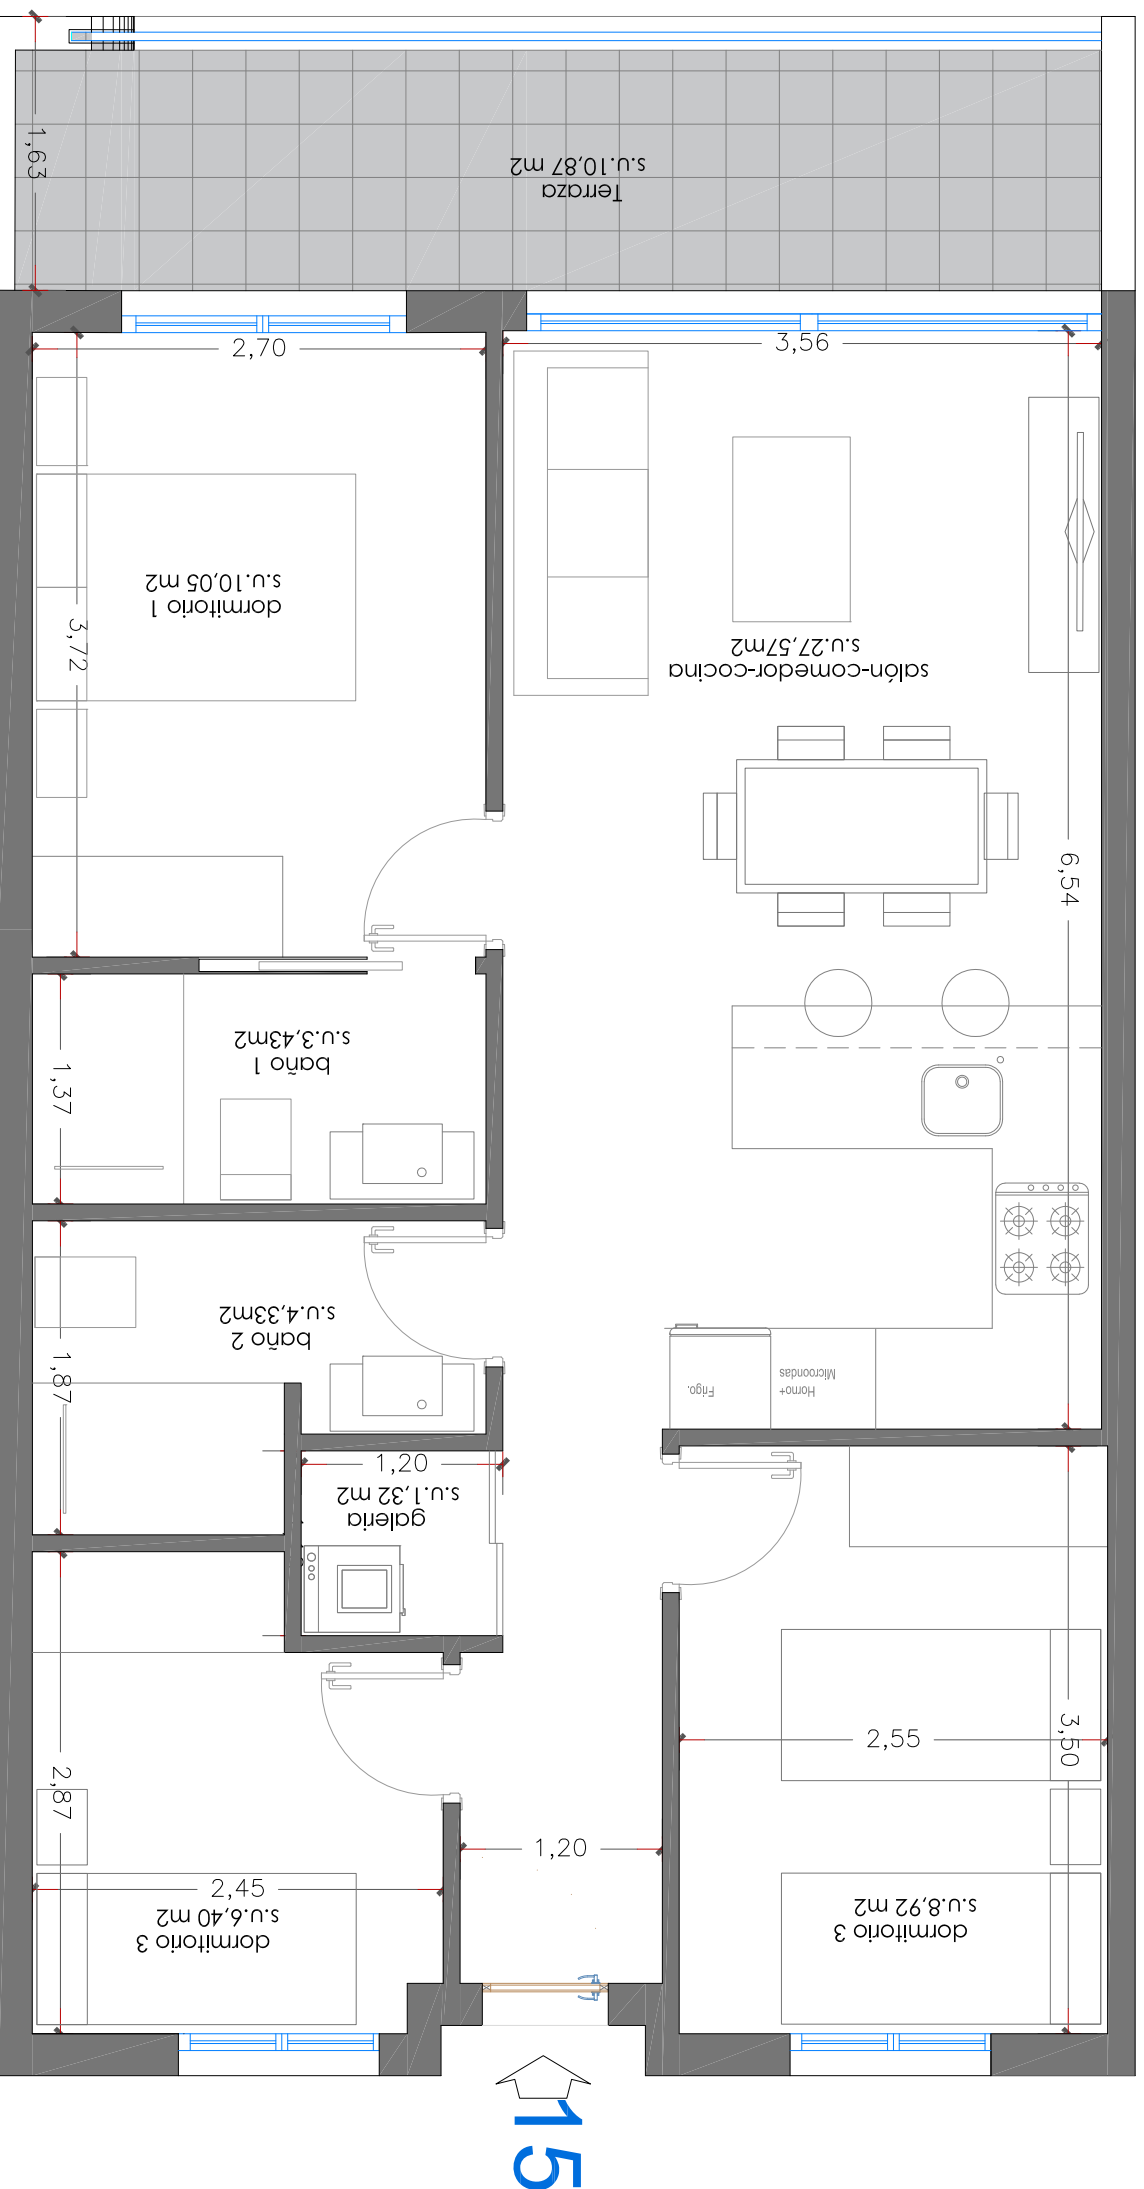 1,63
Terraza
s.u.10,87 m2
2,70
3,56
dormitorio 1
s.u.10,05 m2
3,72
salón-comedor-cocina
s.u.27,57m2
6,54
baño 1
s.u.3,43m2
1,37
baño 2
s.u.4,33m2
1,87
Frigo.
Horno+
Microondas
1,20
galeria
s.u.1,32 m2
2,55
3,50
2,87
1,20
2,45
dormitorio 3
s.u.6,40 m2
dormitorio 3
s.u.8,92 m2
15